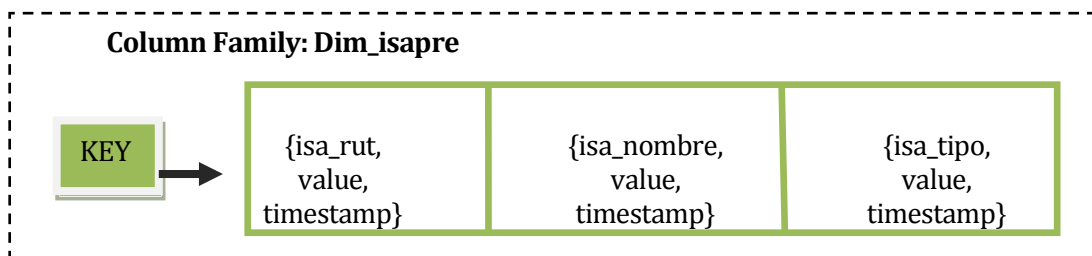 Column Family: Dim_isapre
KEY
{isa_rut,
value,
timestamp}
{isa_nombre,
value,
timestamp}
{isa_tipo,
value,
timestamp}